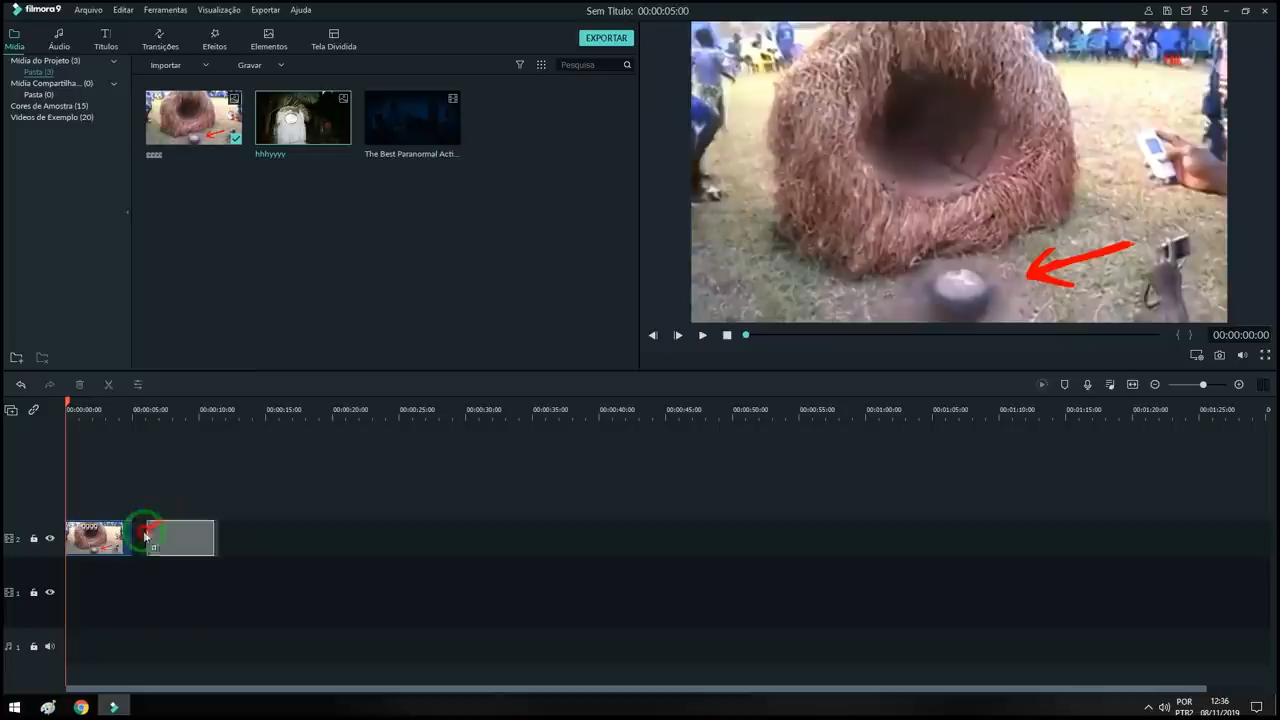 filmora9 Arquivo Editar Ferramentas Visualização Exportar Ajuda Sem Título: 00:00:05:00
Mídia Áudio Títulos Transições Efeitos Elementos Tela Dividida EXPORTAR
Mídia do Projeto (3) Importar Gravar Pesquisa
Pasta (3)
Mídia Compartilha... (0)
Pasta (0)
Cores de Amostra (15)
Vídeos de Exemplo (20)
gggg hhhyyyy The Best Paranormal Acti...
00:00:00:00
00:00:00:00 00:00:05:00 00:00:10:00 00:00:15:00 00:00:20:00 00:00:25:00 00:00:30:00 00:00:35:00 00:00:40:00 00:00:45:00 00:00:50:00 00:00:55:00 00:01:00:00 00:01:05:00 00:01:10:00 00:01:15:00 00:01:20:00 00:01:25:00 0
gggg
2
1
1
POR 12:36
PTB2 08/11/2019